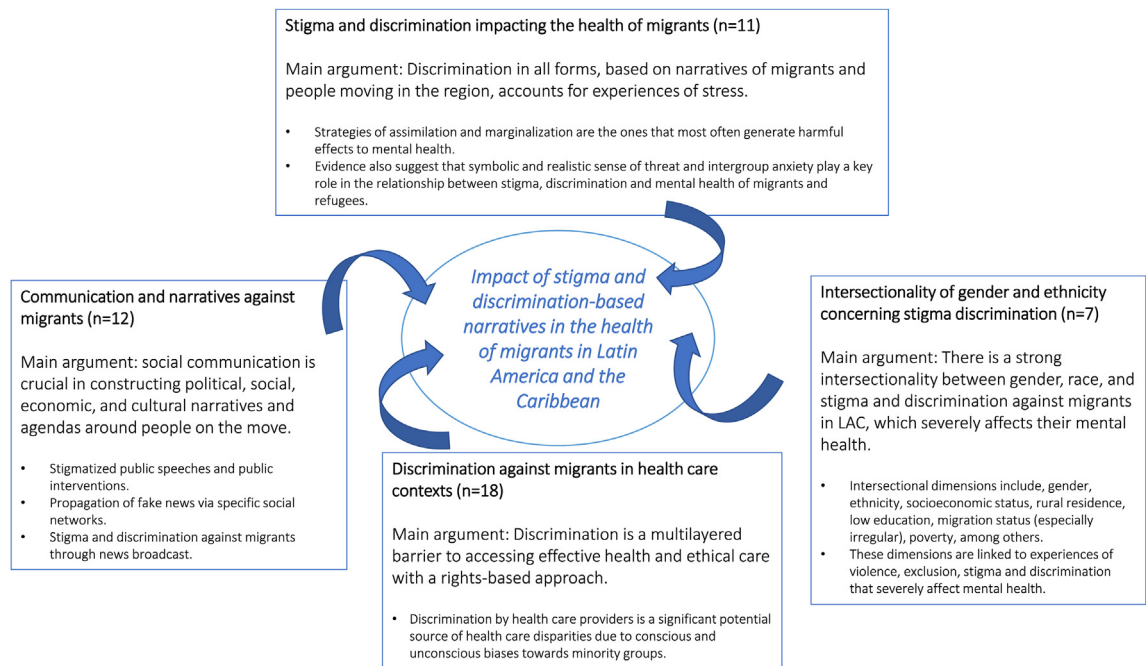 Stigma and discrimination impacting the health of migrants (n=11)
Main argument: Discrimination in all forms, based on narratives of migrants and
people moving in the region, accounts for experiences of stress.
• Strategies of assimilation and marginalization are the ones that most often generate harmful
effects to mental health.
• Evidence also suggest that symbolic and realistic sense of threat and intergroup anxiety play a key
role in the relationship between stigma, discrimination and mental health of migrants and
refugees.
Communication and narratives against
migrants (n=12)
Main argument: social communication is
crucial in constructing political, social,
economic, and cultural narratives and
agendas around people on the move.
• Stigmatized public speeches and public
interventions.
• Propagation of fake news via specific social
networks.
• Stigma and discrimination against migrants
through news broadcast.
Impact of stigma and
discrimination-based
narratives in the health
of migrants in Latin
America and the
Caribbean
Intersectionality of gender and ethnicity
concerning stigma discrimination (n=7)
Main argument: There is a strong
intersectionality between gender, race, and
stigma and discrimination against migrants
in LAC, which severely affects their mental
health.
• Intersectional dimensions include, gender,
ethnicity, socioeconomic status, rural residence,
low education, migration status (especially
irregular), poverty, among others.
• These dimensions are linked to experiences of
violence, exclusion, stigma and discrimination
that severely affect mental health.
Discrimination against migrants in health care
contexts (n=18)
Main argument: Discrimination is a multilayered
barrier to accessing effective health and ethical care
with a rights-based approach.
• Discrimination by health care providers is a significant potential
source of health care disparities due to conscious and
unconscious biases towards minority groups.